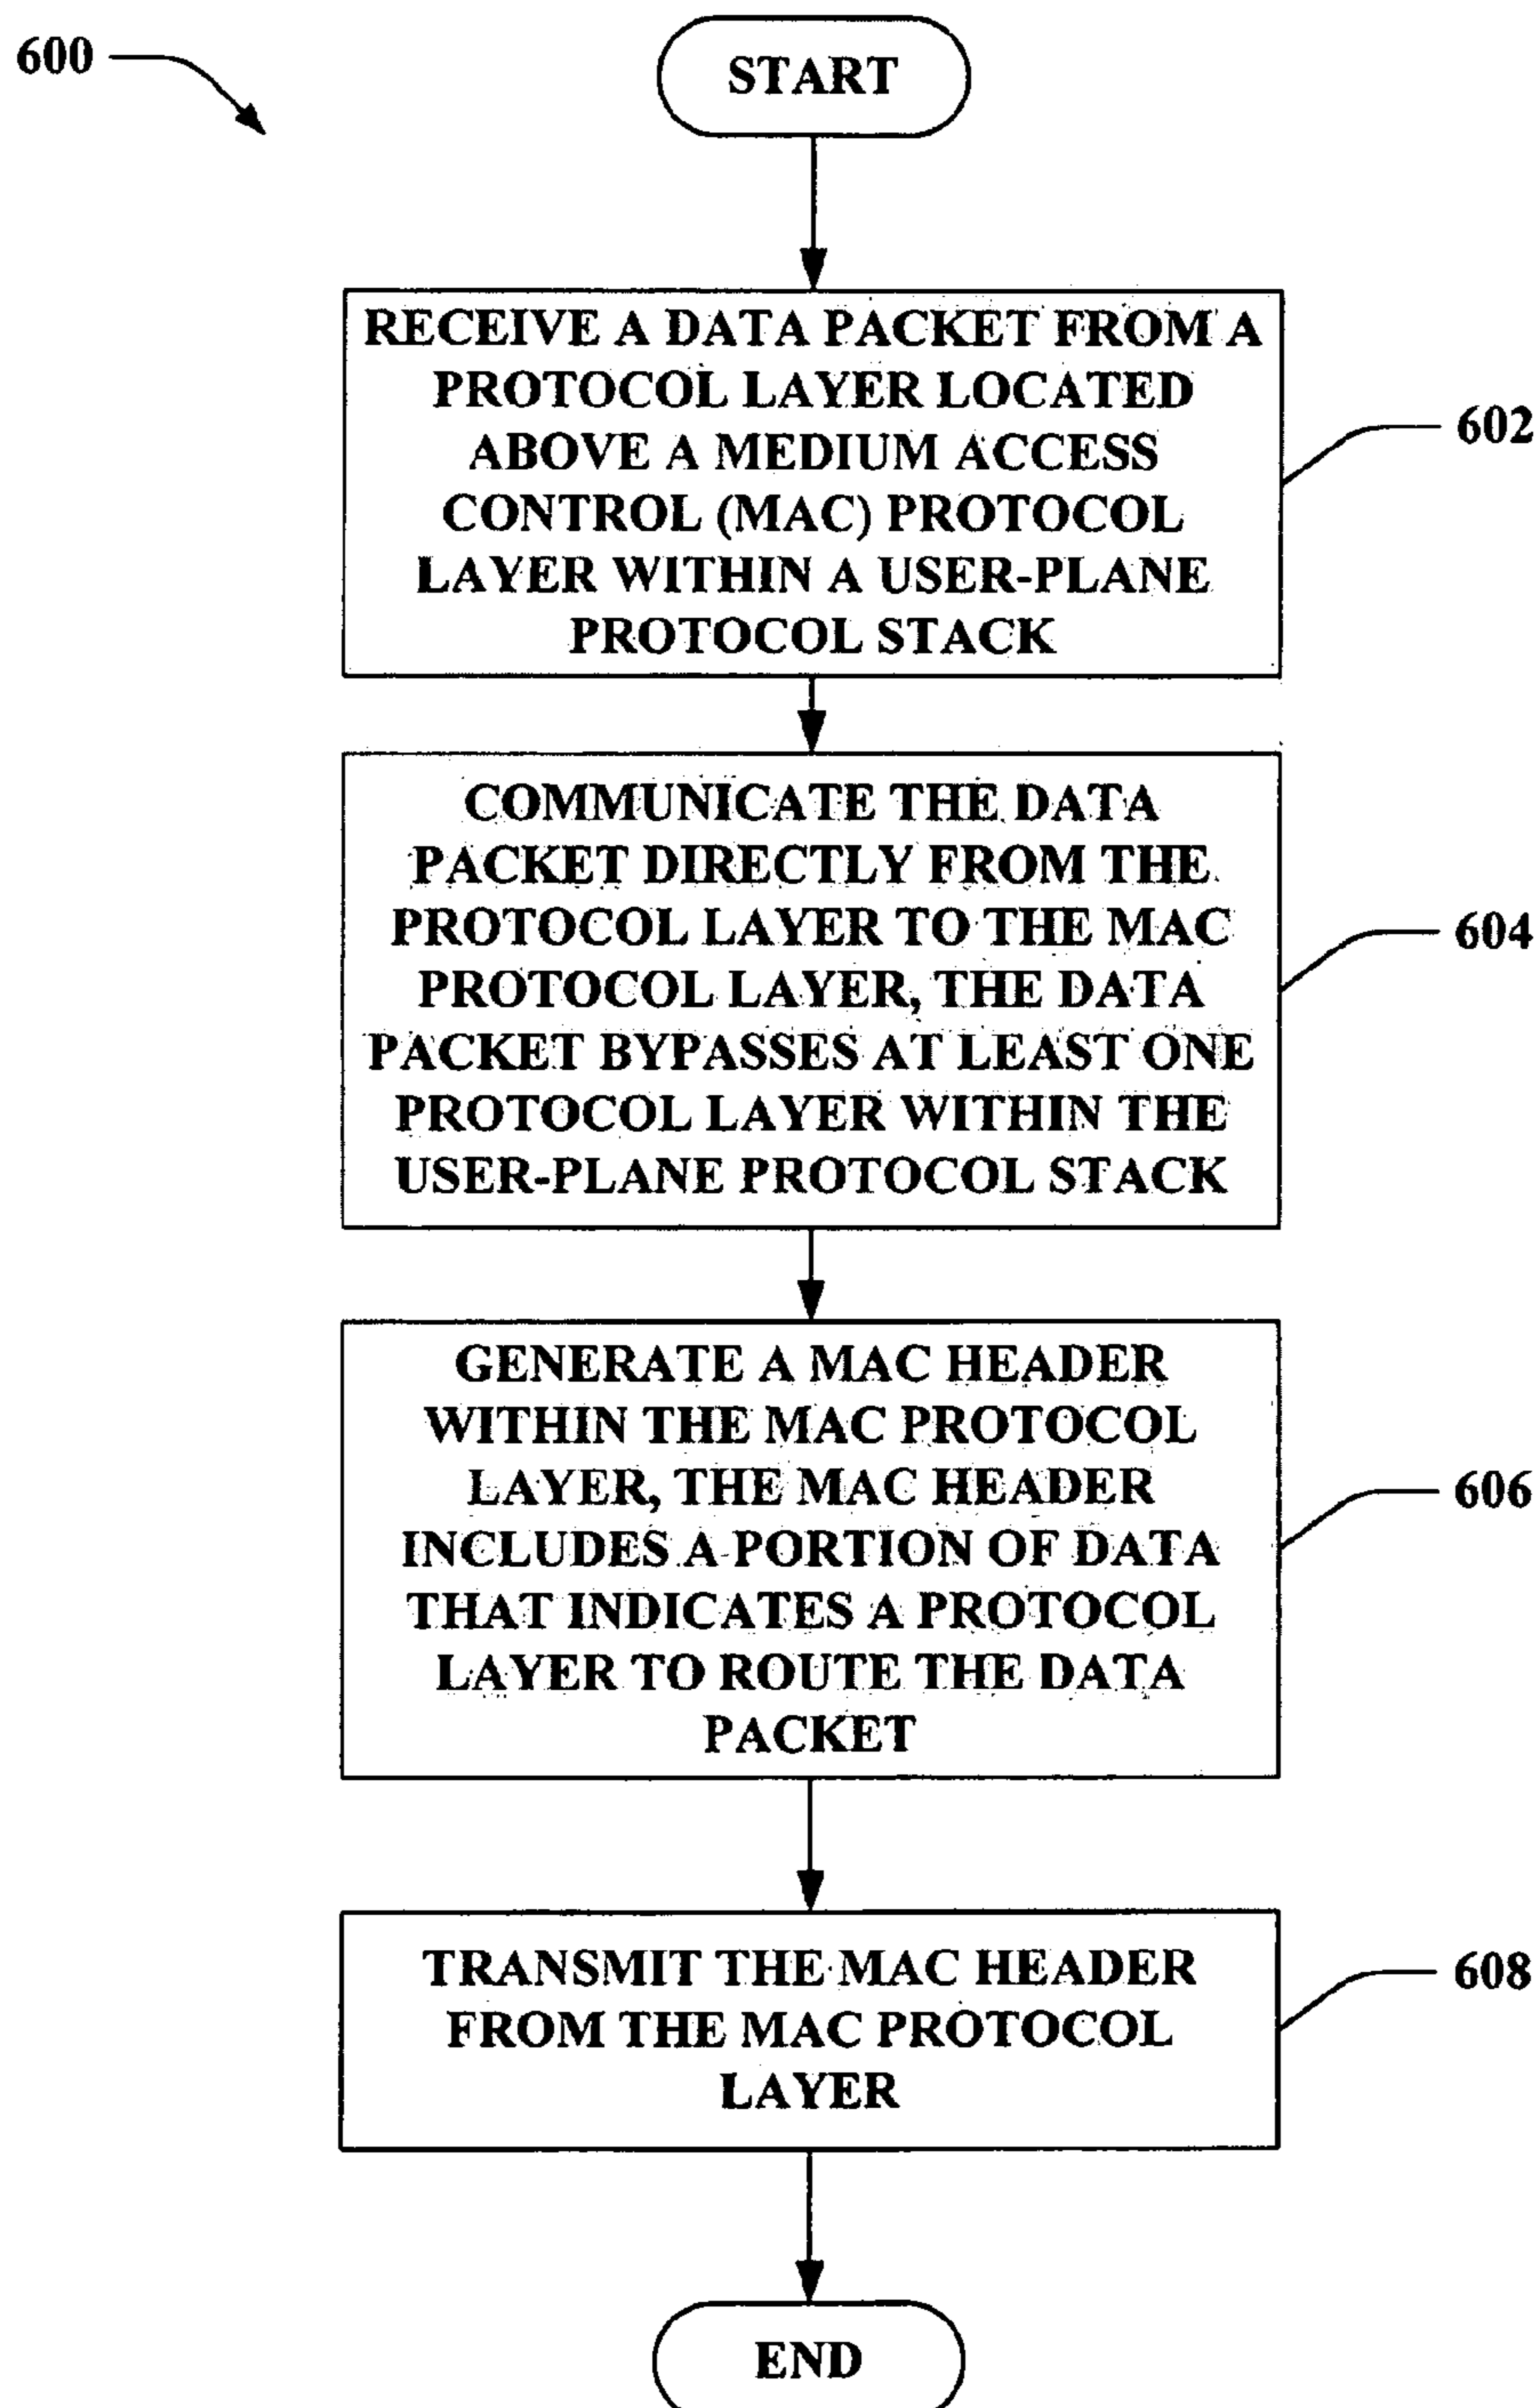 600
START
RECEIVE A DATA PACKET FROM A
PROTOCOL LAYER LOCATED
ABOVE A MEDIUM ACCESS
CONTROL (MAC) PROTOCOL
LAYER WITHIN A USER-PLANE
PROTOCOL STACK
602
COMMUNICATE THE DATA
PACKET DIRECTLY FROM THE
PROTOCOL LAYER TO THE MAC
PROTOCOL LAYER, THE DATA
PACKET BYPASSES AT LEAST ONE
PROTOCOL LAYER WITHIN THE
USER-PLANE PROTOCOL STACK
604
GENERATE A MAC HEADER
WITHIN THE MAC PROTOCOL
LAYER, THE MAC HEADER
INCLUDES A PORTION OF DATA
THAT INDICATES A PROTOCOL
LAYER TO ROUTE THE DATA
PACKET
606
TRANSMIT THE MAC HEADER
FROM THE MAC PROTOCOL
LAYER
608
END